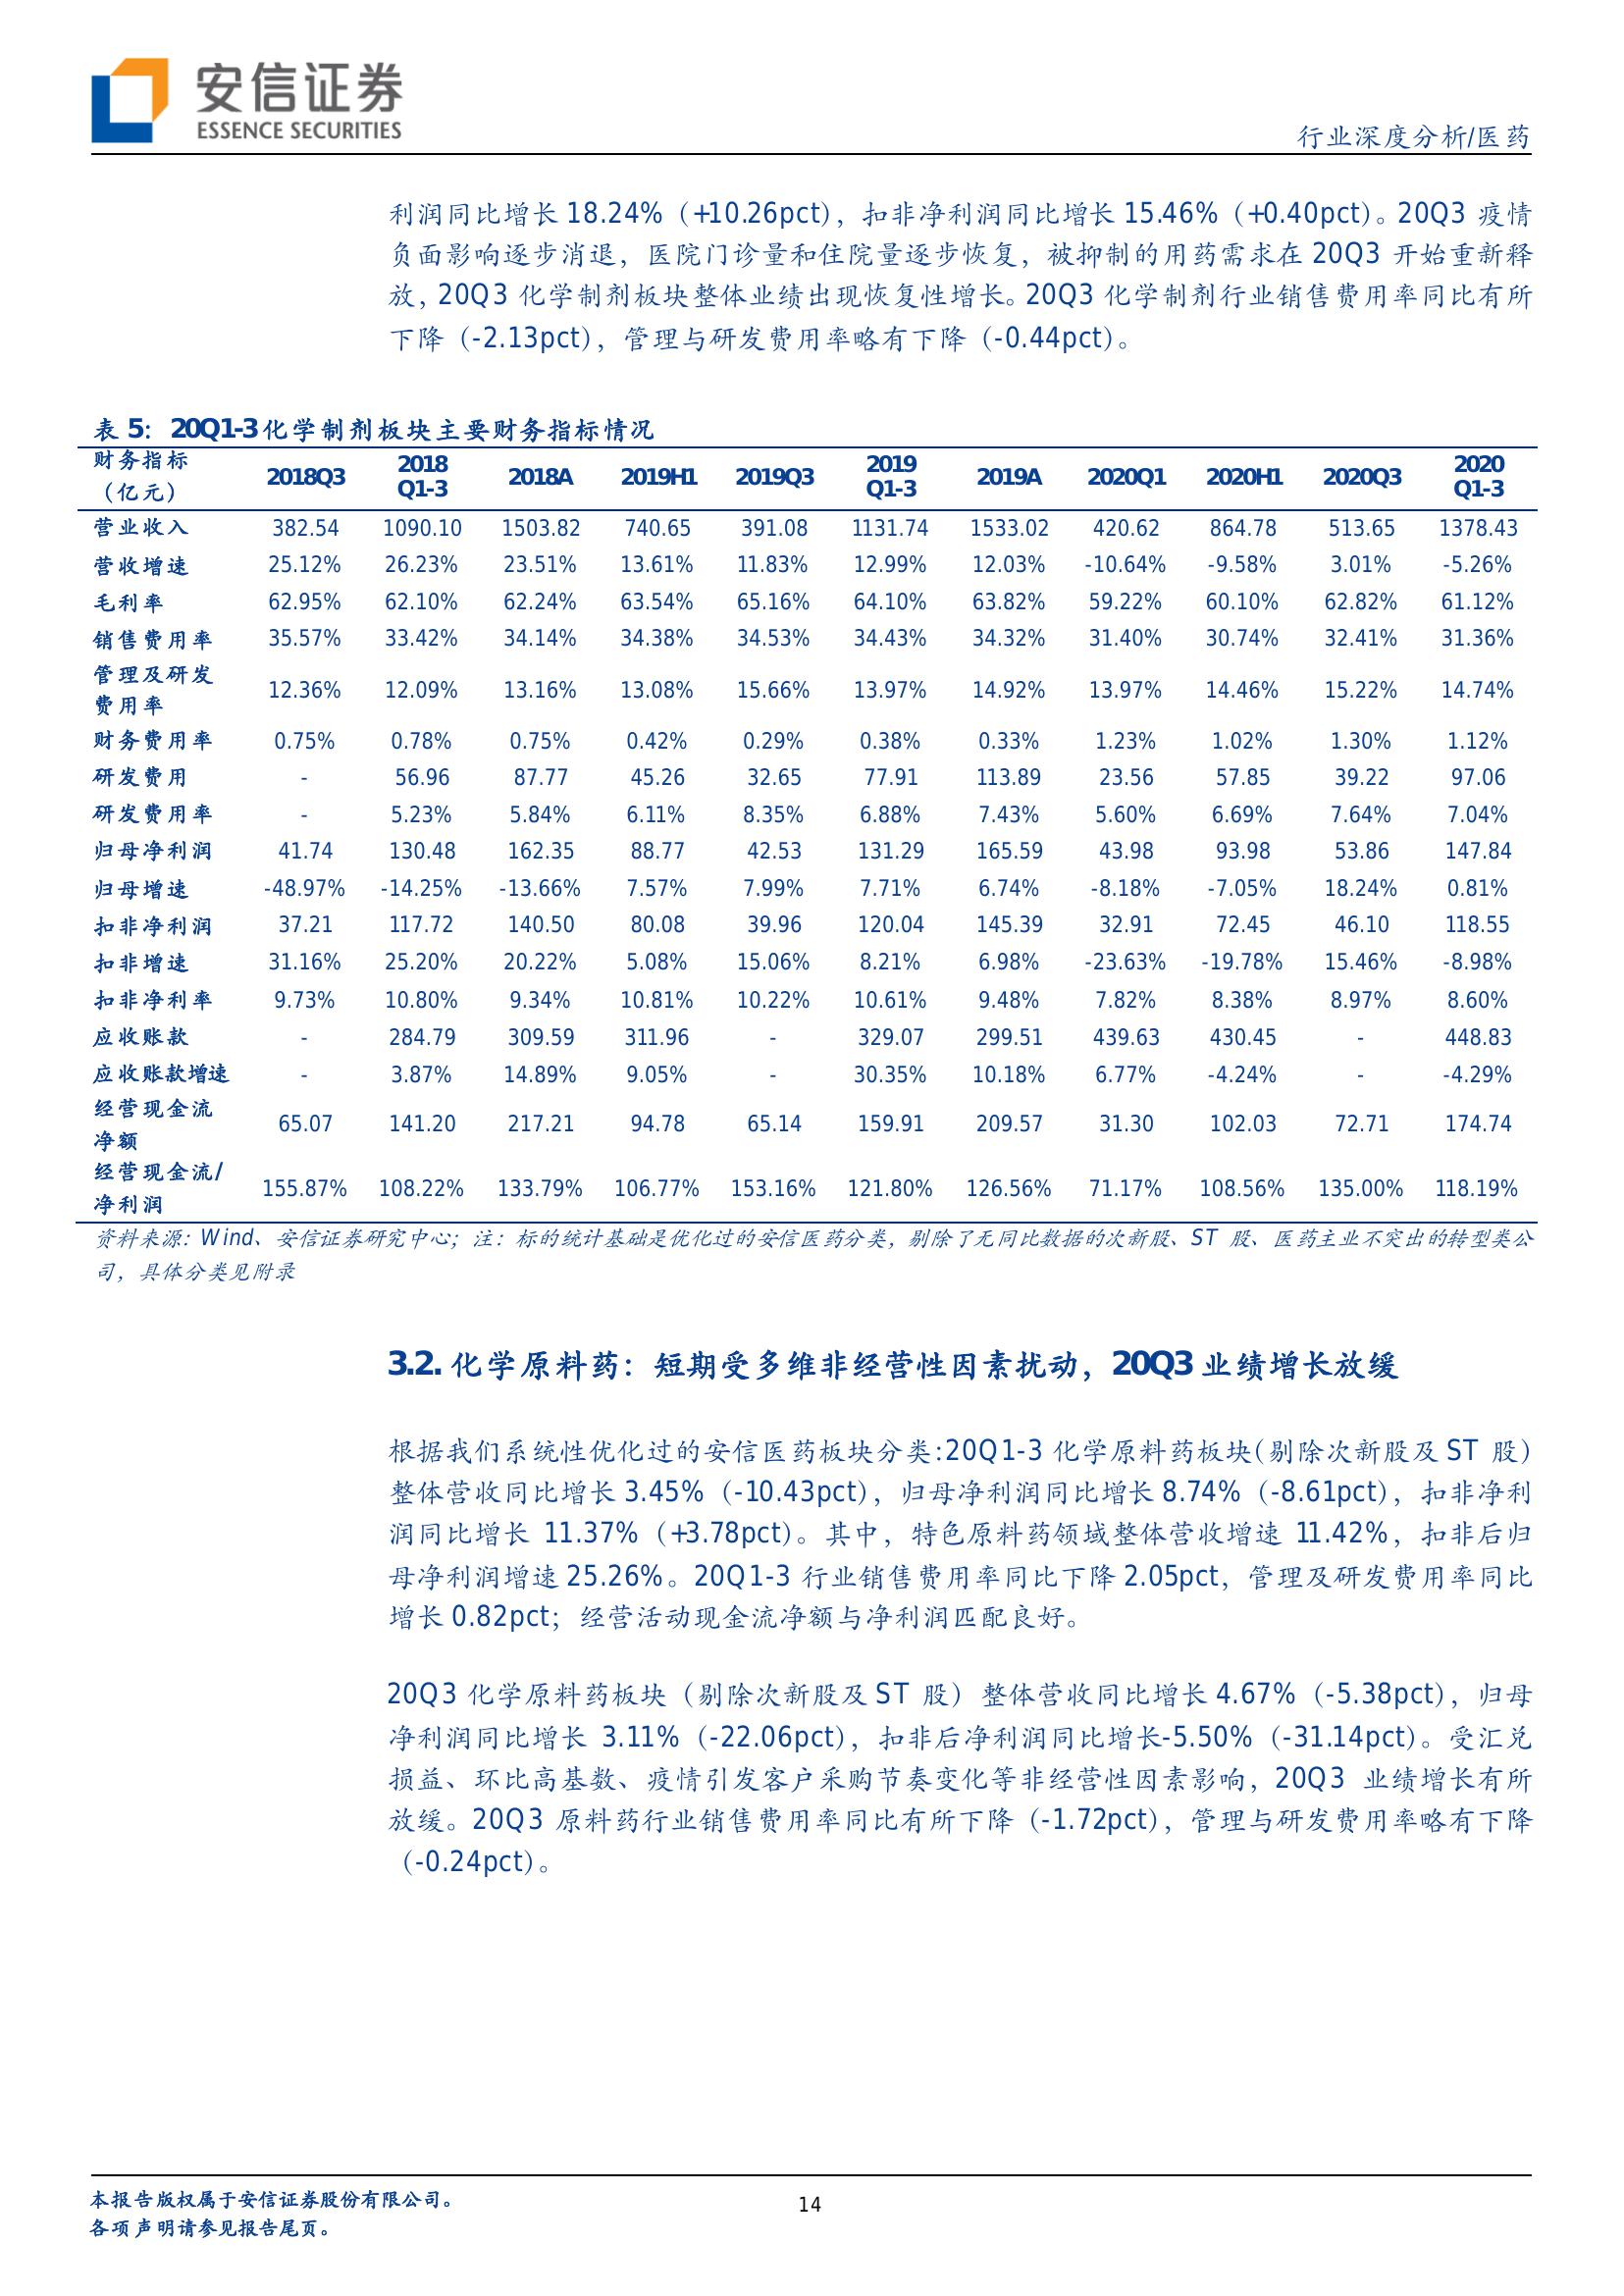 安信证券
ESSENCE SECURITIES
行业深度分析/医药
利润同比增长 18.24%（+10.26pct），扣非净利润同比增长 15.46%（+0.40pct）。20Q3 疫情
负面影响逐步消退，医院门诊量和住院量逐步恢复，被抑制的用药需求在 20Q3 开始重新释
放，20Q3 化学制剂板块整体业绩出现恢复性增长。20Q3 化学制剂行业销售费用率同比有所
下降（-2.13pct），管理与研发费用率略有下降（-0.44pct）。
表 5：20Q1-3 化学制剂板块主要财务指标情况
财务指标（亿元） 2018Q3 2018 Q1-3 2018A 2019H1 2019Q3 2019 Q1-3 2019A 2020Q1 2020H1 2020Q3 2020 Q1-3
营业收入 382.54 1090.10 1503.82 740.65 391.08 1131.74 1533.02 420.62 864.78 513.65 1378.43
营收增速 25.12% 26.23% 23.51% 13.61% 11.83% 12.99% 12.03% -10.64% -9.58% 3.01% -5.26%
毛利率 62.95% 62.10% 62.24% 63.54% 65.16% 64.10% 63.82% 59.22% 60.10% 62.82% 61.12%
销售费用率 35.57% 33.42% 34.14% 34.38% 34.53% 34.43% 34.32% 31.40% 30.74% 32.41% 31.36%
管理及研发费用率 12.36% 12.09% 13.16% 13.08% 15.66% 13.97% 14.92% 13.97% 14.46% 15.22% 14.74%
财务费用率 0.75% 0.78% 0.75% 0.42% 0.29% 0.38% 0.33% 1.23% 1.02% 1.30% 1.12%
研发费用 - 56.96 87.77 45.26 32.65 77.91 113.89 23.56 57.85 39.22 97.06
研发费用率 - 5.23% 5.84% 6.11% 8.35% 6.88% 7.43% 5.60% 6.69% 7.64% 7.04%
归母净利润 41.74 130.48 162.35 88.77 42.53 131.29 165.59 43.98 93.98 53.86 147.84
归母增速 -48.97% -14.25% -13.66% 7.57% 7.99% 7.71% 6.74% -8.18% -7.05% 18.24% 0.81%
扣非净利润 37.21 117.72 140.50 80.08 39.96 120.04 145.39 32.91 72.45 46.10 118.55
扣非增速 31.16% 25.20% 20.22% 5.08% 15.06% 8.21% 6.98% -23.63% -19.78% 15.46% -8.98%
扣非净利率 9.73% 10.80% 9.34% 10.81% 10.22% 10.61% 9.48% 7.82% 8.38% 8.97% 8.60%
应收账款 - 284.79 309.59 311.96 - 329.07 299.51 439.63 430.45 - 448.83
应收账款增速 - 3.87% 14.89% 9.05% - 30.35% 10.18% 6.77% -4.24% - -4.29%
经营现金流净额 65.07 141.20 217.21 94.78 65.14 159.91 209.57 31.30 102.03 72.71 174.74
经营现金流/净利润 155.87% 108.22% 133.79% 106.77% 153.16% 121.80% 126.56% 71.17% 108.56% 135.00% 118.19%
资料来源：Wind、安信证券研究中心；注：标的统计基础是优化过的安信医药分类，剔除了无同比数据的次新股、ST 股、医药主业不突出的转型类公
司，具体分类见附录
3.2. 化学原料药：短期受多维非经营性因素扰动，20Q3 业绩增长放缓
根据我们系统性优化过的安信医药板块分类:20Q1-3 化学原料药板块(剔除次新股及 ST 股)
整体营收同比增长 3.45%（-10.43pct），归母净利润同比增长 8.74%（-8.61pct），扣非净利
润同比增长 11.37%（+3.78pct）。其中，特色原料药领域整体营收增速 11.42%，扣非后归
母净利润增速 25.26%。20Q1-3 行业销售费用率同比下降 2.05pct，管理及研发费用率同比
增长 0.82pct；经营活动现金流净额与净利润匹配良好。
20Q3 化学原料药板块（剔除次新股及 ST 股）整体营收同比增长 4.67%（-5.38pct），归母
净利润同比增长 3.11%（-22.06pct），扣非后净利润同比增长-5.50%（-31.14pct）。受汇兑
损益、环比高基数、疫情引发客户采购节奏变化等非经营性因素影响，20Q3 业绩增长有所
放缓。20Q3 原料药行业销售费用率同比有所下降（-1.72pct），管理与研发费用率略有下降
（-0.24pct）。
本报告版权属于安信证券股份有限公司。
各项声明请参见报告尾页。
14